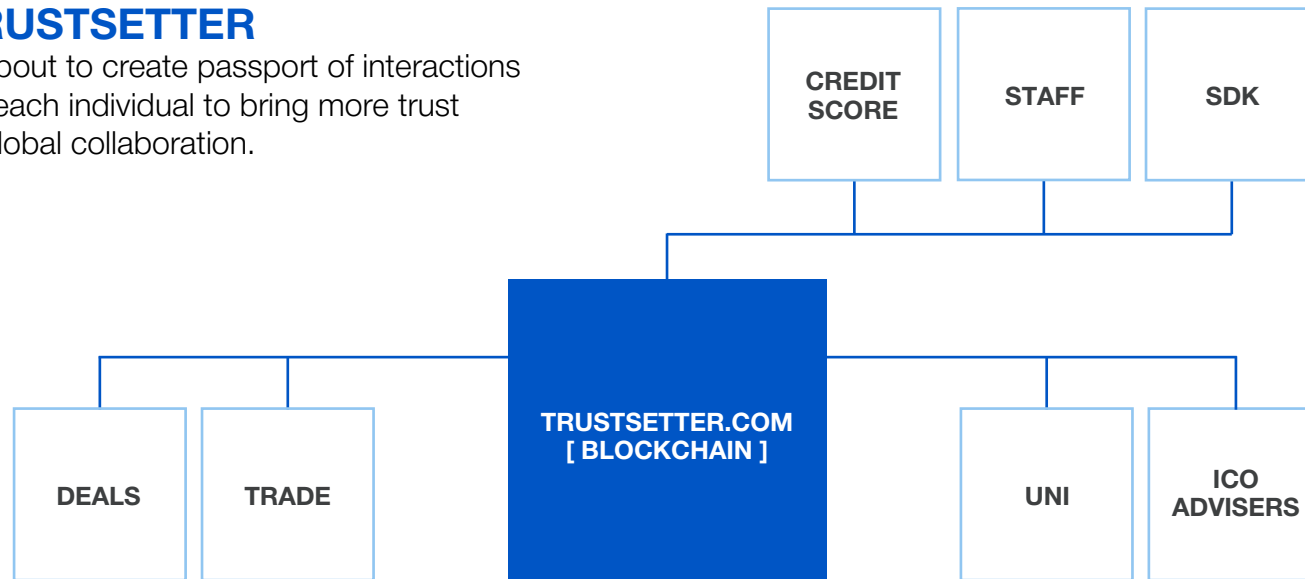 RUSTSETTER
bout to create passport of interactions
each individual to bring more trust
lobal collaboration.
CREDIT
SCORE
STAFF
SDK
TRUSTSETTER.COM
[ BLOCKCHAIN ]
DEALS
TRADE
UNI
ICO
ADVISERS